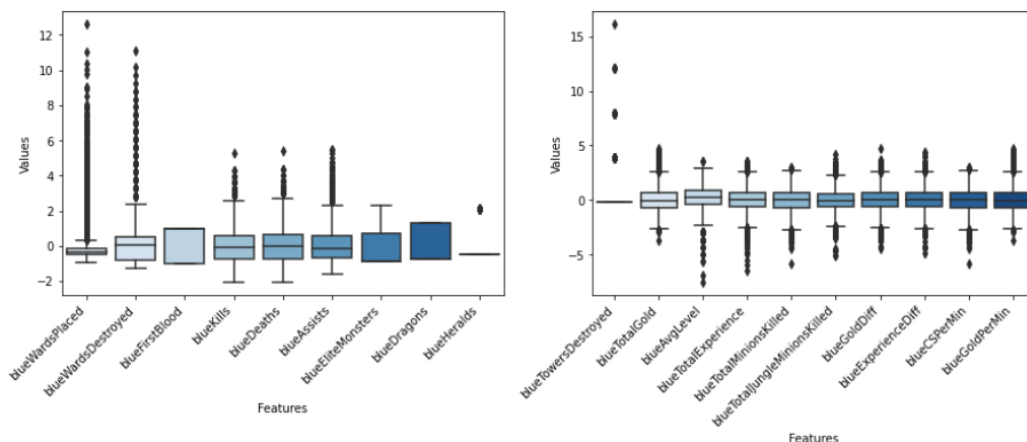 12
10
8
6
4
2
0
−2
Values
blueWardsPlaced
blueWardsDestroyed
blueFirstBlood
blueKills
blueDeaths
blueAssists
blueEliteMonsters
blueDragons
blueHeralds
Features
15
10
5
0
−5
Values
blueTowersDestroyed
blueTotalGold
blueAvgLevel
blueTotalExperience
blueTotalMinionsKilled
blueTotalJungleMinionsKilled
blueGoldDiff
blueExperienceDiff
blueCSPerMin
blueGoldPerMin
Features